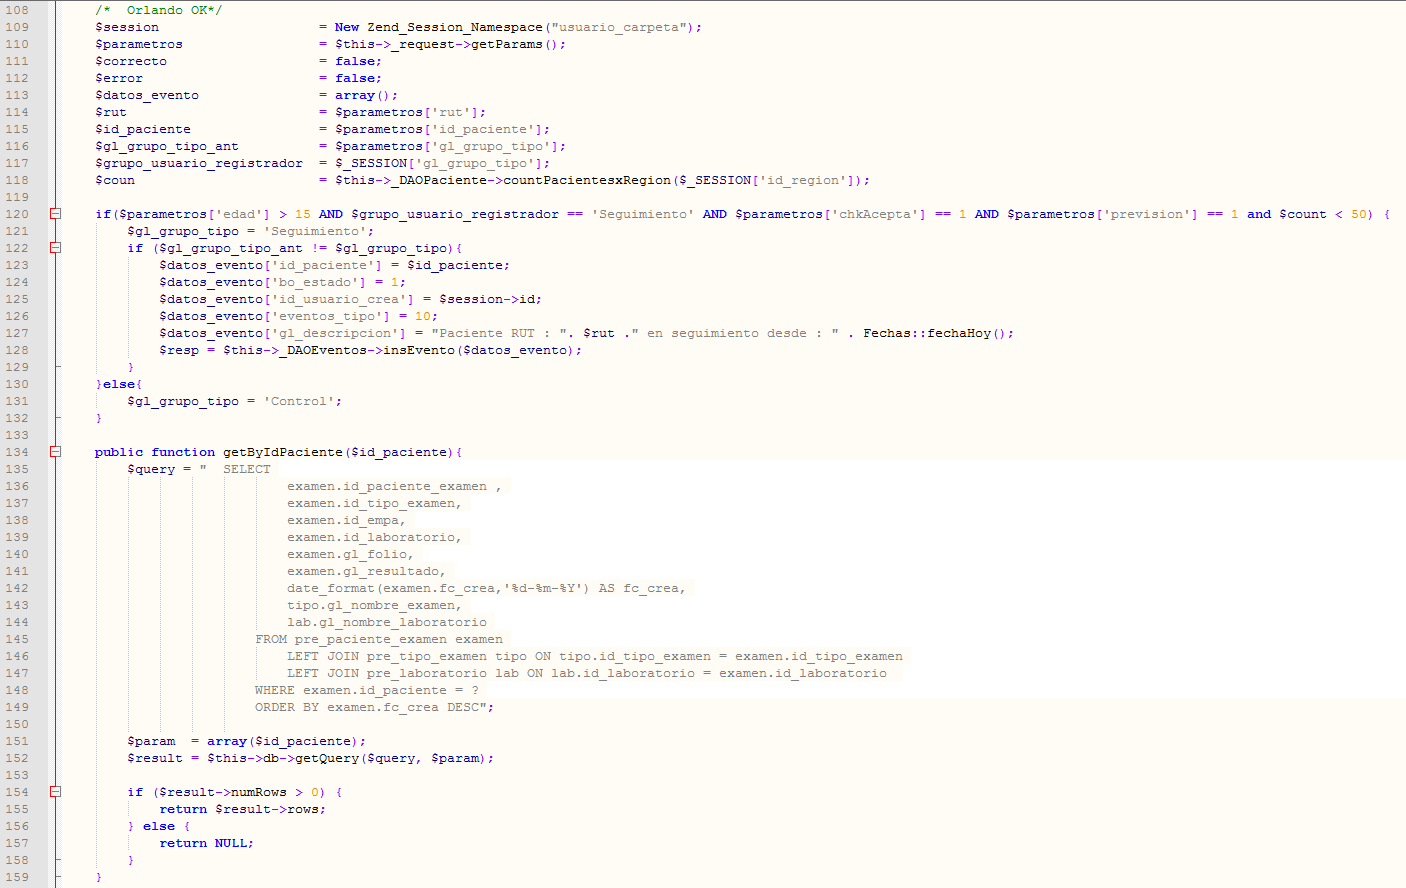 108 /*  Orlando OK*/
109 $session                    = New Zend_Session_Namespace("usuario_carpeta");
110 $parametros                 = $this->_request->getParams();
111 $correcto                   = false;
112 $error                      = false;
113 $datos_evento               = array();
114 $rut                        = $parametros['rut'];
115 $id_paciente                = $parametros['id_paciente'];
116 $gl_grupo_tipo_ant          = $parametros['gl_grupo_tipo'];
117 $grupo_usuario_registrador  = $_SESSION['gl_grupo_tipo'];
118 $coun                       = $this->_DAOPaciente->countPacientesxRegion($_SESSION['id_region']);
119
120 if($parametros['edad'] > 15 AND $grupo_usuario_registrador == 'Seguimiento' AND $parametros['chkAcepta'] == 1 AND $parametros['prevision'] == 1 and $count < 50) {
121     $gl_grupo_tipo = 'Seguimiento';
122     if ($gl_grupo_tipo_ant != $gl_grupo_tipo){
123         $datos_evento['id_paciente'] = $id_paciente;
124         $datos_evento['bo_estado'] = 1;
125         $datos_evento['id_usuario_crea'] = $session->id;
126         $datos_evento['eventos_tipo'] = 10;
127         $datos_evento['gl_descripcion'] = "Paciente RUT : ". $rut ." en seguimiento desde : " . Fechas::fechaHoy();
128         $resp = $this->_DAOEventos->insEvento($datos_evento);
129     }
130 }else{
131     $gl_grupo_tipo = 'Control';
132 }
133
134 public function getByIdPaciente($id_paciente){
135     $query = "  SELECT
136                         examen.id_paciente_examen ,
137                         examen.id_tipo_examen,
138                         examen.id_empa,
139                         examen.id_laboratorio,
140                         examen.gl_folio,
141                         examen.gl_resultado,
142                         date_format(examen.fc_crea,'%d-%m-%Y') AS fc_crea,
143                         tipo.gl_nombre_examen,
144                         lab.gl_nombre_laboratorio
145                     FROM pre_paciente_examen examen
146                         LEFT JOIN pre_tipo_examen tipo ON tipo.id_tipo_examen = examen.id_tipo_examen
147                         LEFT JOIN pre_laboratorio lab ON lab.id_laboratorio = examen.id_laboratorio
148                     WHERE examen.id_paciente = ?
149                     ORDER BY examen.fc_crea DESC";
150
151     $param  = array($id_paciente);
152     $result = $this->db->getQuery($query, $param);
153
154     if ($result->numRows > 0) {
155         return $result->rows;
156     } else {
157         return NULL;
158     }
159 }